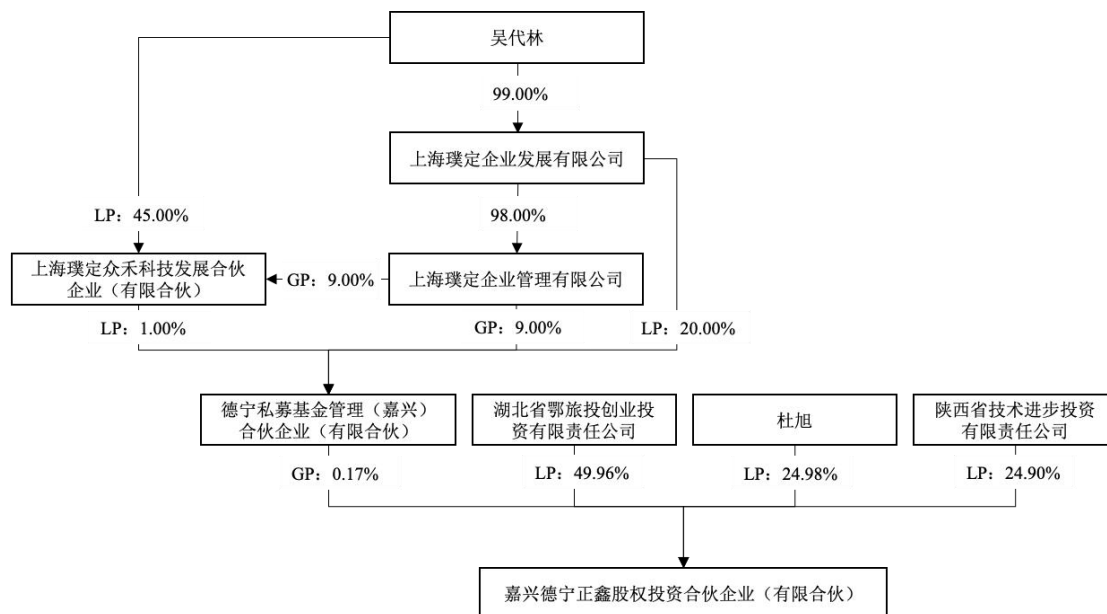 吴代林
99.00%
上海璞定企业发展有限公司
LP：45.00%
98.00%
上海璞定众禾科技发展合伙
企业（有限合伙）
GP：9.00%
上海璞定企业管理有限公司
LP：1.00%
GP：9.00%
LP：20.00%
德宁私募基金管理（嘉兴）
合伙企业（有限合伙）
湖北省鄂旅投创业投
资有限责任公司
杜旭
陕西省技术进步投资
有限责任公司
GP：0.17%
LP：49.96%
LP：24.98%
LP：24.90%
嘉兴德宁正鑫股权投资合伙企业（有限合伙）